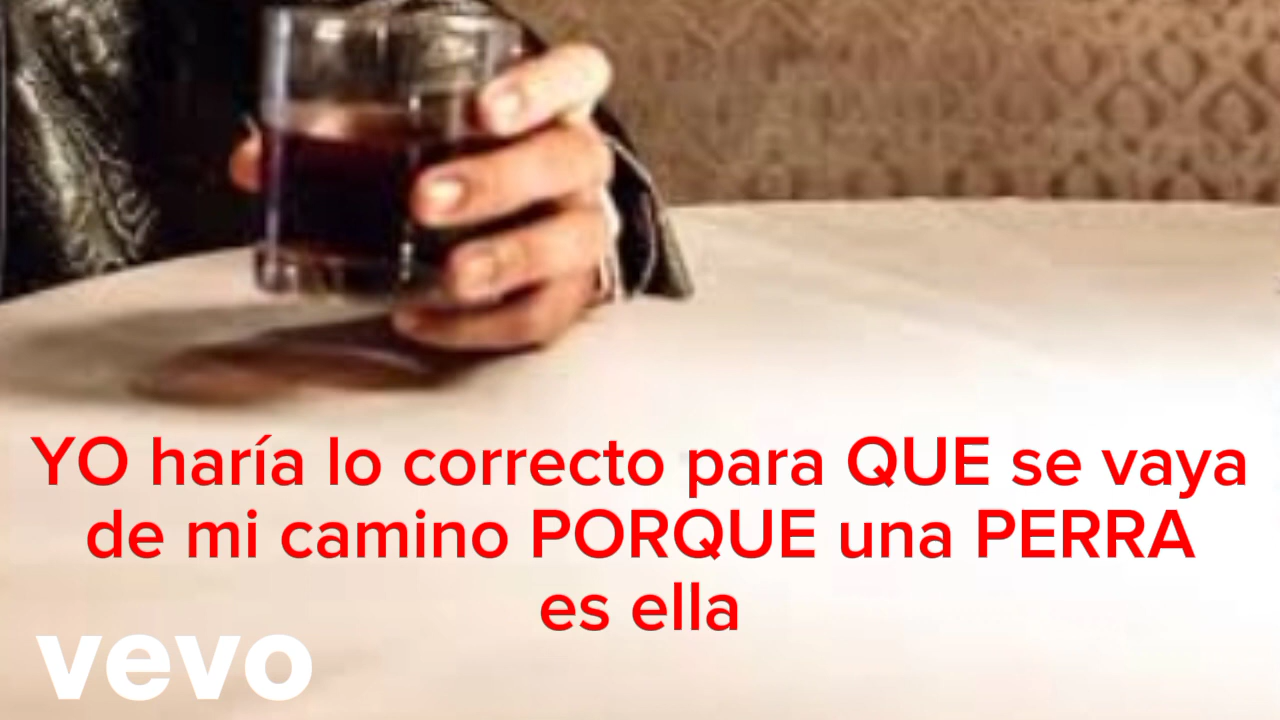 YO haría lo correcto para QUE se vaya
de mi camino PORQUE una PERRA
es ella
vevo